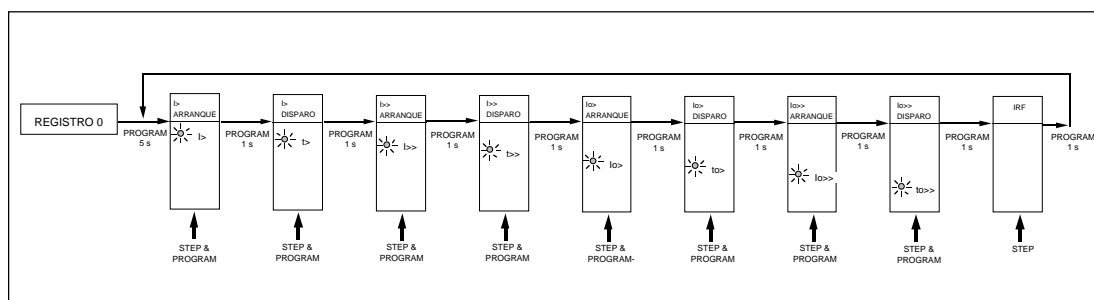 REGISTRO 0
PROGRAM
5 s
I>
ARRANQUE
I>
PROGRAM
1 s
I>
DISPARO
t>
PROGRAM
1 s
I>>
ARRANQUE
I>>
PROGRAM
1 s
I>>
DISPARO
t>>
PROGRAM
1 s
Io>
ARRANQUE
Io>
PROGRAM
1 s
Io>
DISPARO
to>
PROGRAM
1 s
Io>>
ARRANQUE
Io>>
PROGRAM
1 s
Io>>
DISPARO
to>>
PROGRAM
1 s
IRF
PROGRAM
1 s
STEP &
PROGRAM
STEP &
PROGRAM
STEP &
PROGRAM
STEP &
PROGRAM
STEP &
PROGRAM-
STEP &
PROGRAM
STEP &
PROGRAM
STEP &
PROGRAM
STEP